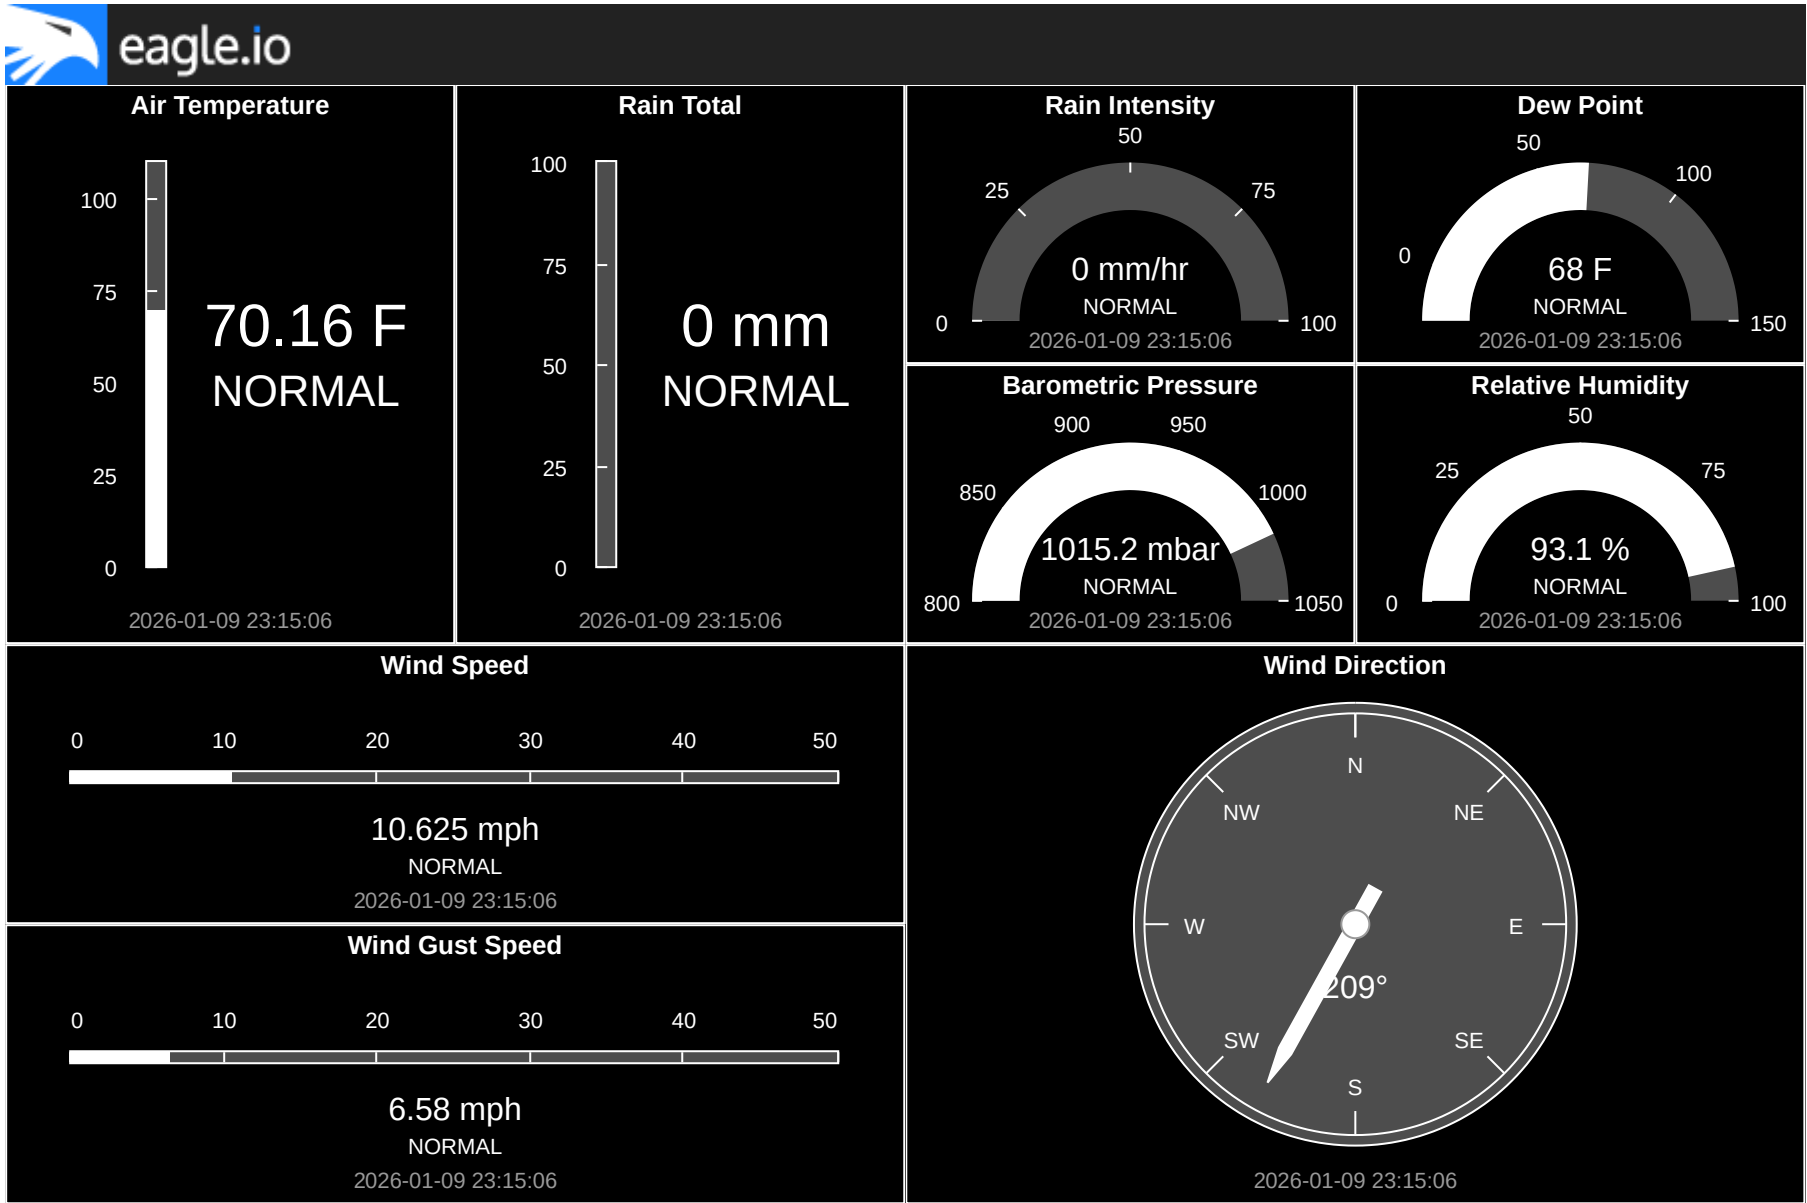 eagle.io
Air Temperature
100
75
50
25
0
70.16 F
NORMAL
2026-01-09 23:15:06
Rain Total
100
75
50
25
0
0 mm
NORMAL
2026-01-09 23:15:06
Rain Intensity
0
25
50
75
100
0 mm/hr
NORMAL
2026-01-09 23:15:06
Dew Point
0
50
100
150
68 F
NORMAL
2026-01-09 23:15:06
Barometric Pressure
800
850
900
950
1000
1050
1015.2 mbar
NORMAL
2026-01-09 23:15:06
Relative Humidity
0
25
50
75
100
93.1 %
NORMAL
2026-01-09 23:15:06
Wind Speed
0 10 20 30 40 50
10.625 mph
NORMAL
2026-01-09 23:15:06
Wind Gust Speed
0 10 20 30 40 50
6.58 mph
NORMAL
2026-01-09 23:15:06
Wind Direction
N
NW NE
W E
209°
SW SE
S
2026-01-09 23:15:06